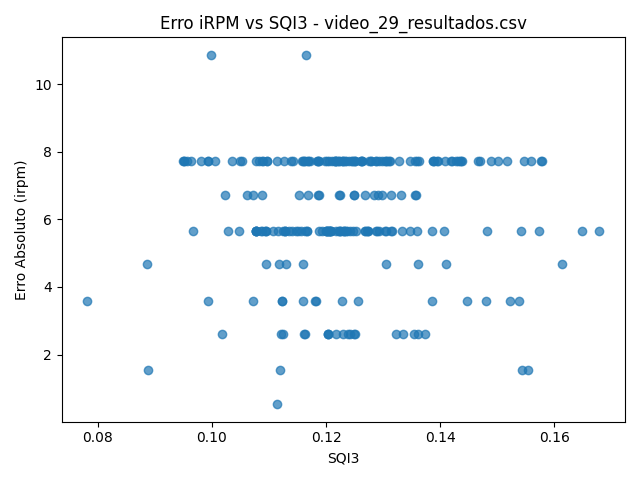 Erro iRPM vs SQI3 - video_29_resultados.csv
10
8
6
4
2
Erro Absoluto (irpm)
0.08 0.10 0.12 0.14 0.16
SQI3